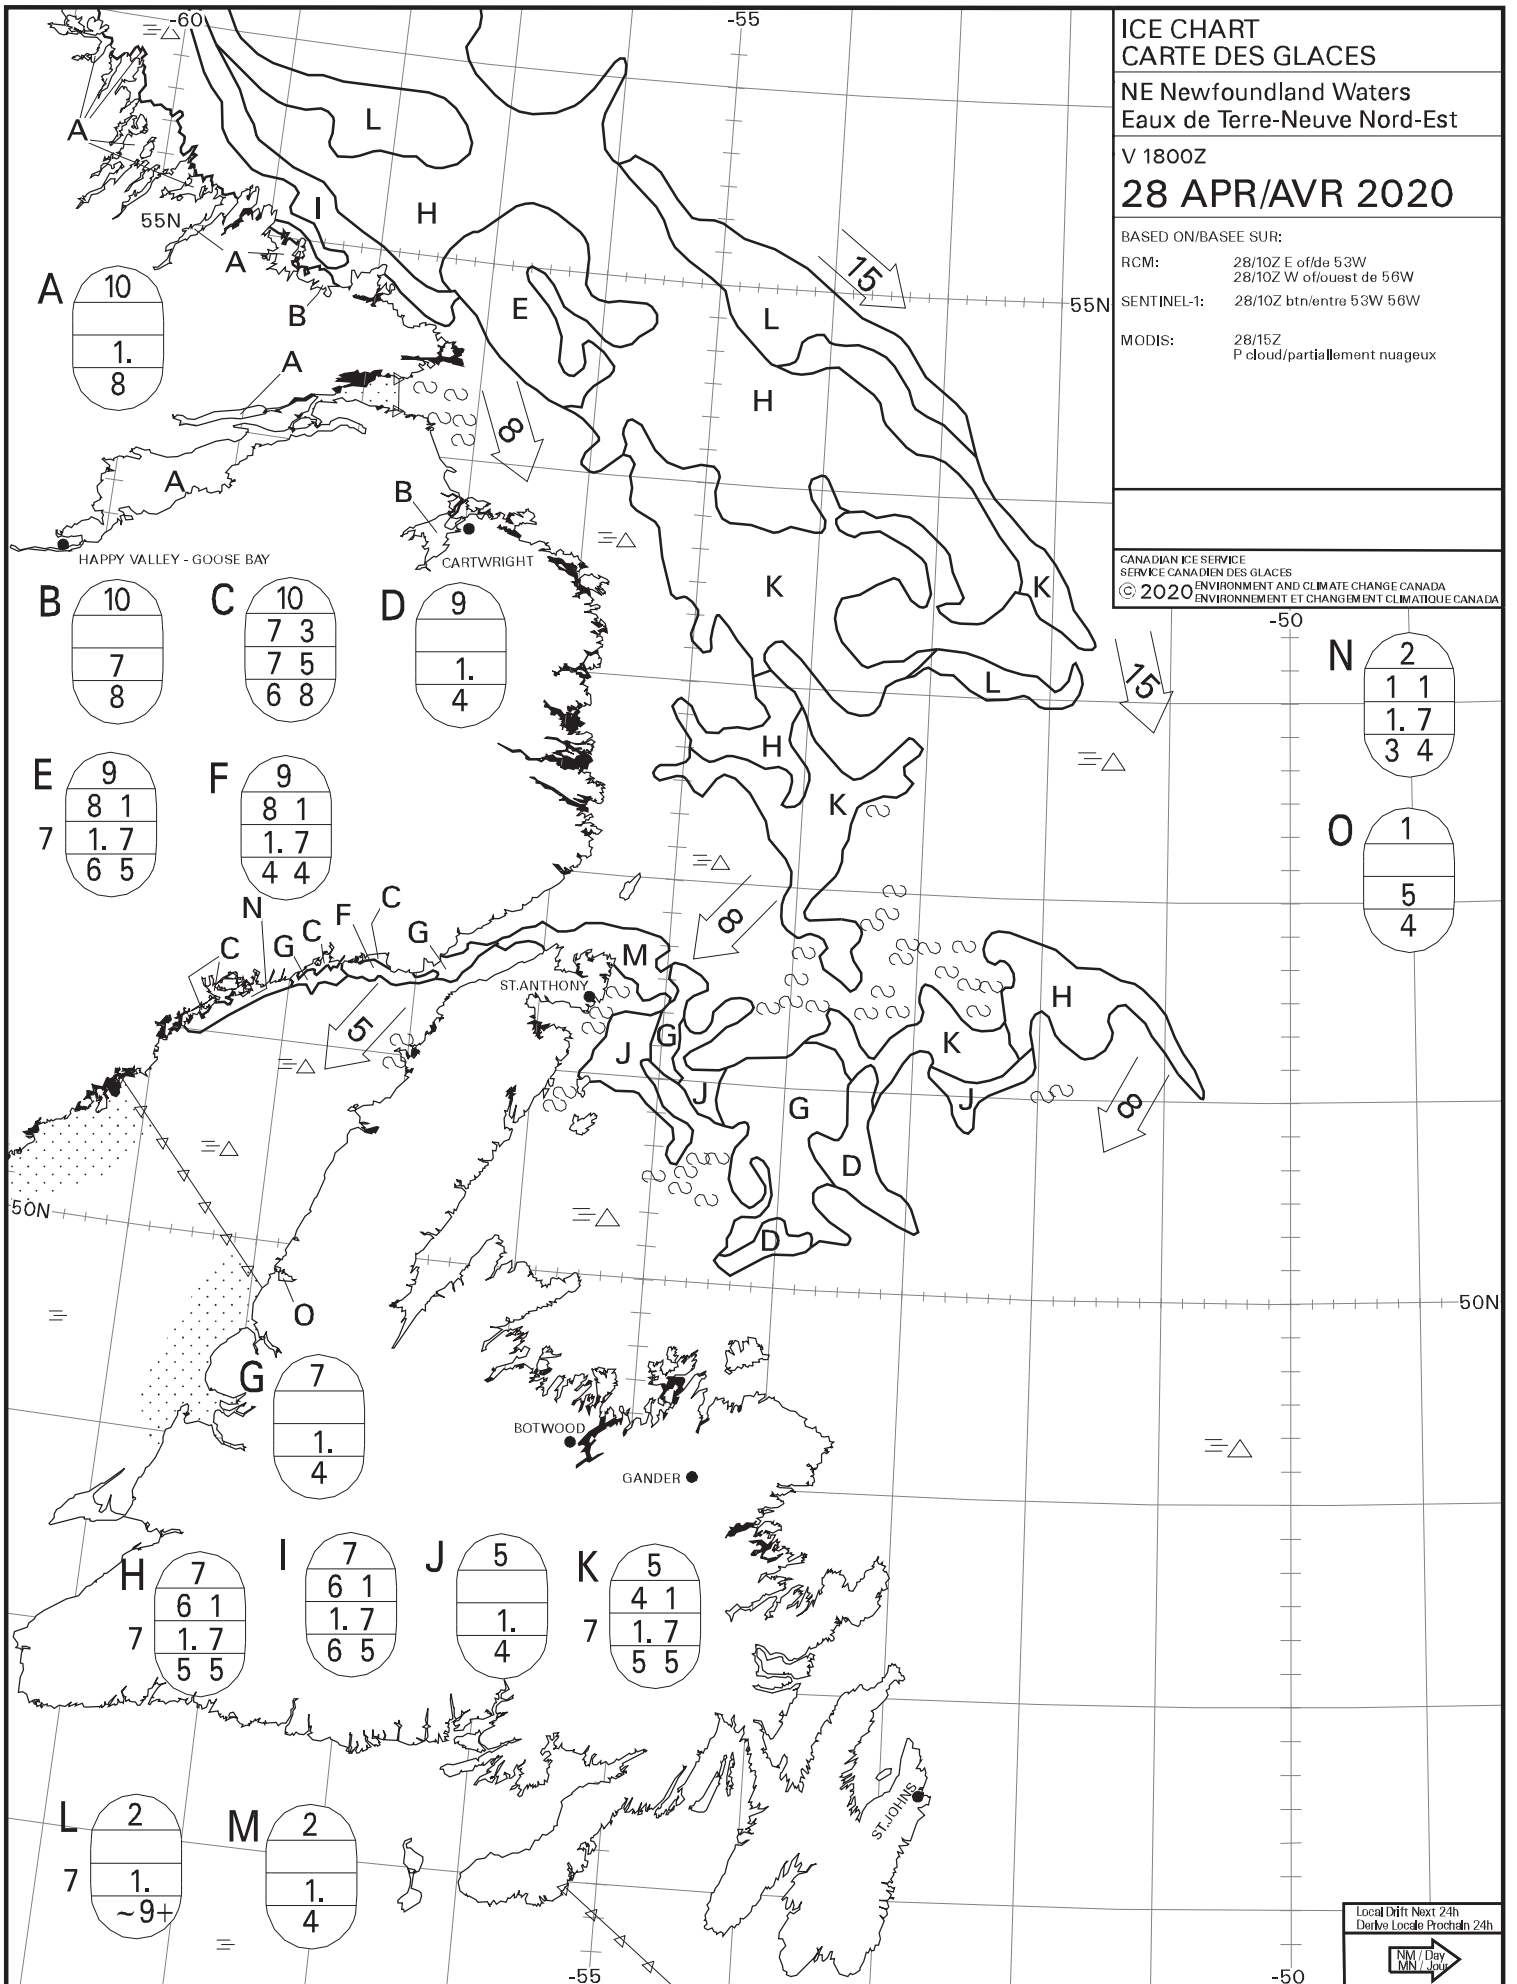 -60
-55
ICE CHART
CARTE DES GLACES
NE Newfoundland Waters
Eaux de Terre-Neuve Nord-Est
V 1800Z
28 APR/AVR 2020
BASED ON/BASEE SUR:
RCM: 28/10Z E of/de 53W
28/10Z W of/ouest de 56W
SENTINEL-1: 28/10Z btn/entre 53W 56W
MODIS: 28/15Z
P cloud/partiallement nuageux
CANADIAN ICE SERVICE
SERVICE CANADIEN DES GLACES
© 2020 ENVIRONMENT AND CLIMATE CHANGE CANADA
ENVIRONNEMENT ET CHANGEMENT CLIMATIQUE CANADA
L
A
I
H
55N
A
15
A
10
1.
8
B
E
L
55N
A
H
8
A
B
HAPPY VALLEY - GOOSE BAY
CARTWRIGHT
K
K
B
10
7
8
C
10
7 3
7 5
6 8
D
9
1.
4
-50
N
2
1 1
1. 7
3 4
L
15
H
E
9
8 1
7 1. 7
6 5
F
9
8 1
1. 7
4 4
K
O
1
5
4
N
C
F
C
G
C
G
8
M
ST.ANTHONY
H
5
G
J
K
J
G
J
8
D
50N
D
O
50N
G
7
1.
4
BOTWOOD
GANDER
H
7
6 1
7 1. 7
5 5
I
7
6 1
1. 7
6 5
J
5
1.
4
K
5
4 1
7 1. 7
5 5
ST.JOHNS
L
2
7 1.
~9+
M
2
1.
4
Local Drift Next 24h
Derive Locale Prochain 24h
NM / Day
MN / Jour
-55
-50